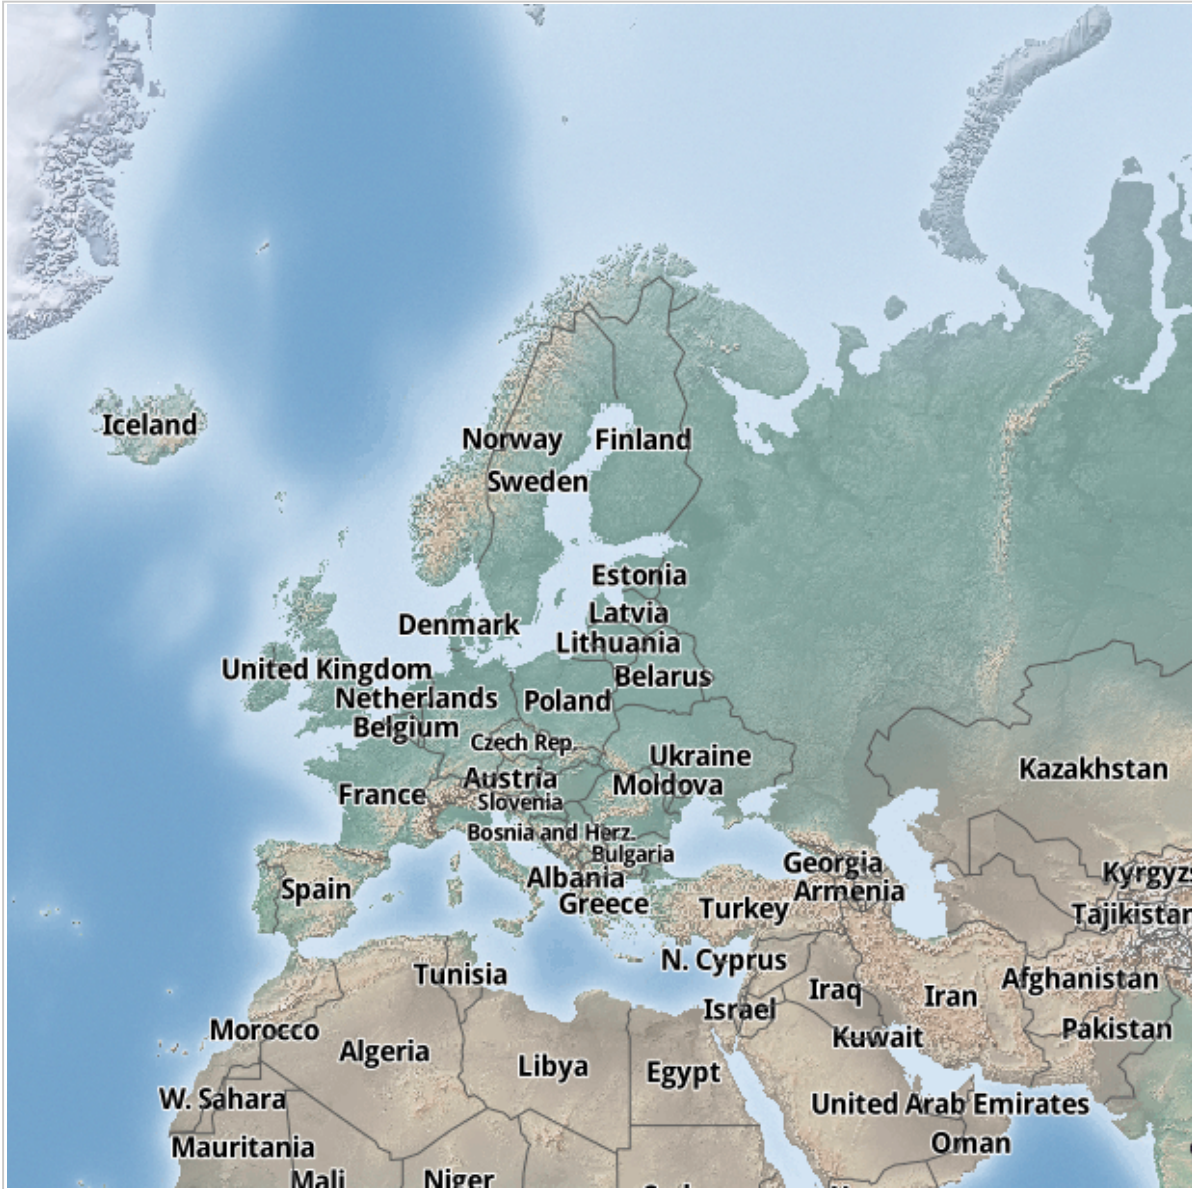 Iceland
Norway
Finland
Sweden
Estonia
Latvia
Denmark
Lithuania
United Kingdom
Belarus
Netherlands
Poland
Belgium
Czech Rep.
Ukraine
Kazakhstan
Austria
Moldova
France
Slovenia
Bosnia and Herz.
Bulgaria
Georgia
Kyrgyz
Albania
Spain
Armenia
Greece
Turkey
Tajikistan
N. Cyprus
Tunisia
Afghanistan
Iraq
Iran
Israel
Morocco
Kuwait
Pakistan
Algeria
Libya
Egypt
W. Sahara
United Arab Emirates
Oman
Mauritania
Mali
Niger